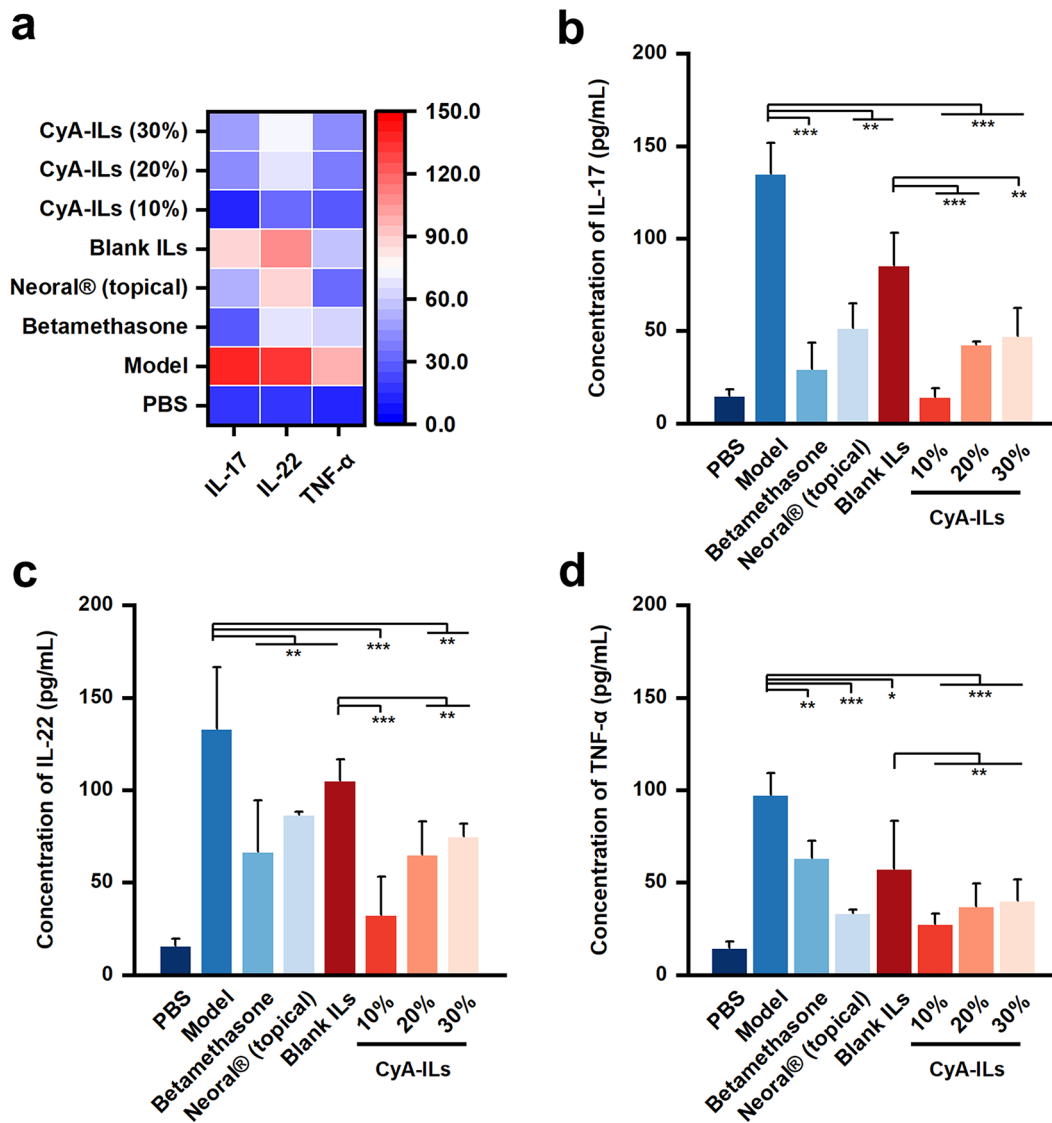 a
CyA-ILs (30%)
CyA-ILs (20%)
CyA-ILs (10%)
Blank ILs
Neoral® (topical)
Betamethasone
Model
PBS
IL-17
IL-22
TNF-α
150.0
120.0
90.0
60.0
30.0
0.0
b
Concentration of IL-17 (pg/mL)
200
150
100
50
0
***
**
***
***
**
PBS
Model
Betamethasone
Neoral® (topical)
Blank ILs
10%
20%
30%
CyA-ILs
c
Concentration of IL-22 (pg/mL)
200
150
100
50
0
**
***
**
***
**
PBS
Model
Betamethasone
Neoral® (topical)
Blank ILs
10%
20%
30%
CyA-ILs
d
Concentration of TNF-α (pg/mL)
200
150
100
50
0
**
***
*
***
**
PBS
Model
Betamethasone
Neoral® (topical)
Blank ILs
10%
20%
30%
CyA-ILs